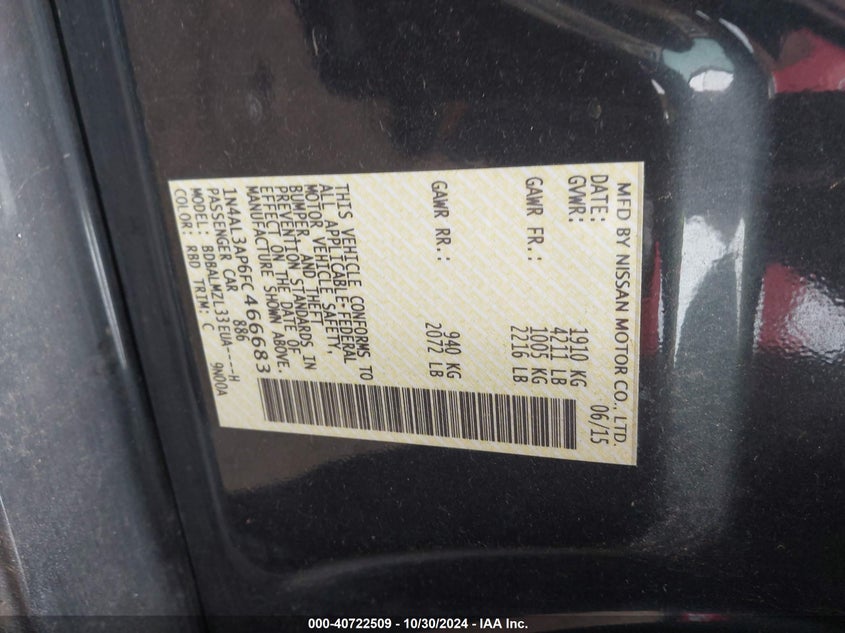 MFD BY NISSAN MOTOR CO., LTD.
DATE: 06/15
GVWR: 1910 KG
4211 LB
GAWR FR.: 1005 KG
2216 LB
GAWR RR.: 940 KG
2072 LB
THIS VEHICLE CONFORMS TO
ALL APPLICABLE-FEDERAL
MOTOR VEHICLE SAFETY,
BUMPER, AND THEFT
PREVENTION STANDARDS IN
EFFECT ON THE DATE OF
MANUFACTURE SHOWN ABOVE.
1N4AL3AP6FC466683
PASSENGER CAR 886
MODEL: BDBALMZL33EUA----H
COLOR: RBD TRIM: C 9N00A
000-40722509 - 10/30/2024 - IAA Inc.